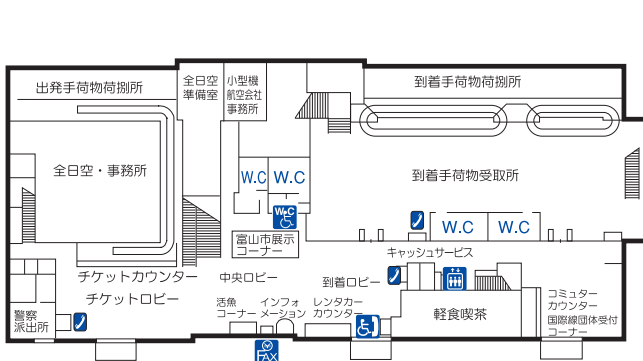 出発手荷物荷捌所
全日空
準備室
小型機
航空会社
事務所
到着手荷物荷捌所
全日空・事務所
W.C
W.C
到着手荷物受取所
W.C
W.C
W.C
富山市展示
コーナー
キャッシュサービス
チケットカウンター
中央ロビー
到着ロビー
チケットロビー
活魚
コーナー
インフォ
メーション
レンタカー
カウンター
軽食喫茶
コミュター
カウンター
国際線団体受付
コーナー
警察
派出所
FAX